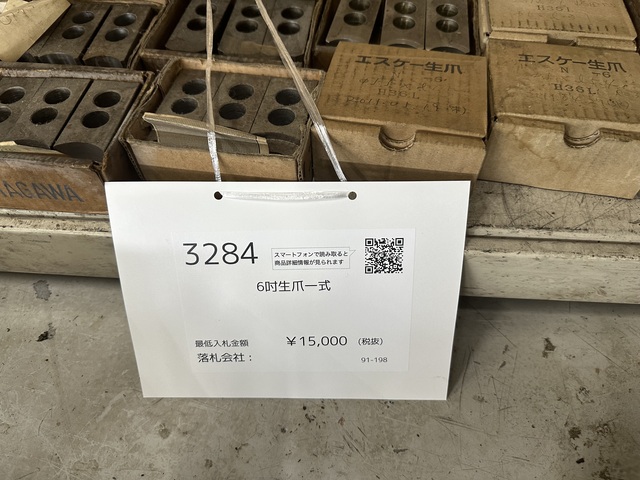 エスケー生爪
H36L
エスケー生爪
N -6
H36L
AGAWA
3284
スマートフォンで読み取ると
商品詳細情報が見られます
6吋生爪一式
最低入札金額 ￥15,000 (税抜)
落札会社：
91-198